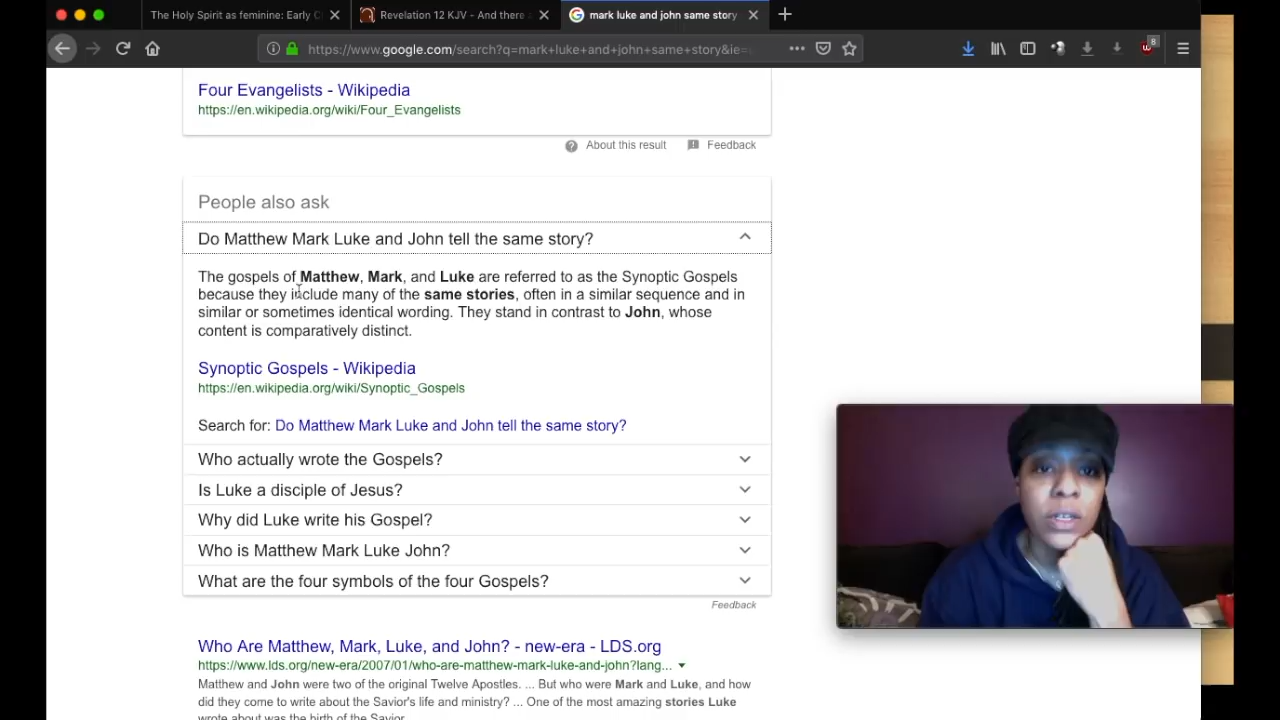 The Holy Spirit as feminine: Early C
Revelation 12 KJV - And there
mark luke and john same story
https://www.google.com/search?q=mark+luke+and+john+same+story&ie=
8
Four Evangelists - Wikipedia
https://en.wikipedia.org/wiki/Four_Evangelists
About this result
Feedback
People also ask
Do Matthew Mark Luke and John tell the same story?
The gospels of Matthew, Mark, and Luke are referred to as the Synoptic Gospels
because they include many of the same stories, often in a similar sequence and in
similar or sometimes identical wording. They stand in contrast to John, whose
content is comparatively distinct.
Synoptic Gospels - Wikipedia
https://en.wikipedia.org/wiki/Synoptic_Gospels
Search for: Do Matthew Mark Luke and John tell the same story?
Who actually wrote the Gospels?
Is Luke a disciple of Jesus?
Why did Luke write his Gospel?
Who is Matthew Mark Luke John?
What are the four symbols of the four Gospels?
Feedback
Who Are Matthew, Mark, Luke, and John? - new-era - LDS.org
https://www.lds.org/new-era/2007/01/who-are-matthew-mark-luke-and-john?lang...
Matthew and John were two of the original Twelve Apostles. ... But who were Mark and Luke, and how
did they come to write about the Savior's life and ministry? ... One of the most amazing stories Luke
wrote about was the birth of the Savior